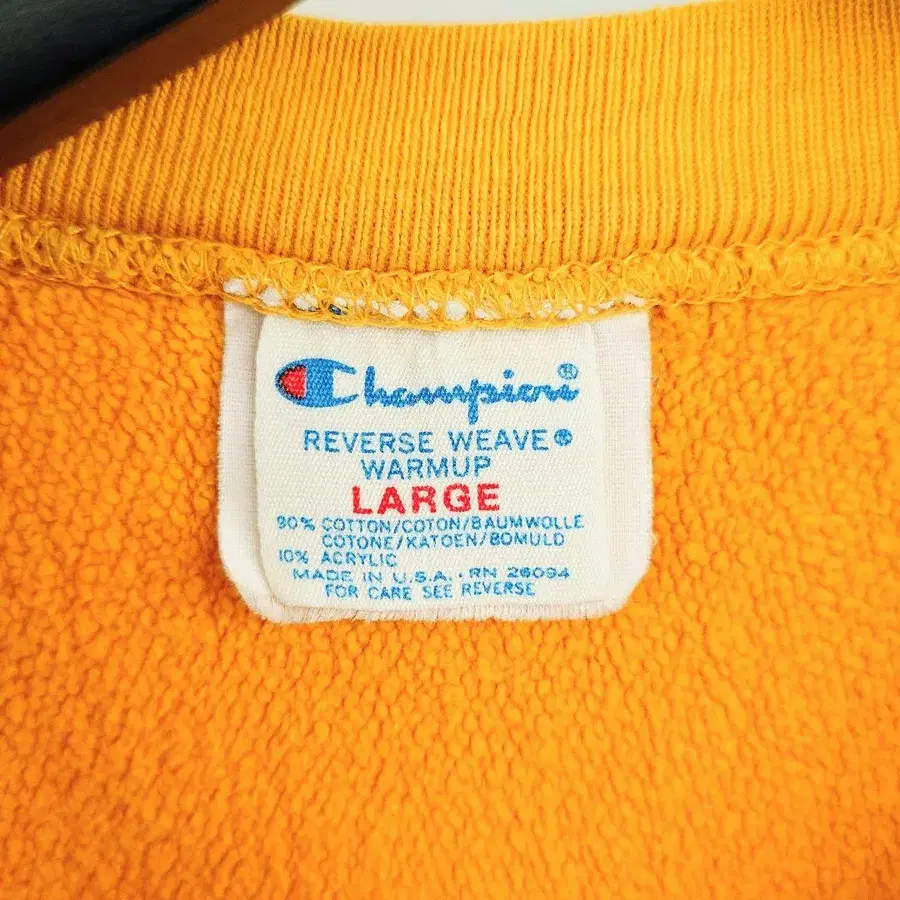 Champion®
REVERSE WEAVE®
WARMUP
LARGE
90% COTTON/COTON/BAUMWOLLE
COTONE/KATOEN/BOMULD
10% ACRYLIC
MADE IN U.S.A. · RN 26094
FOR CARE SEE REVERSE